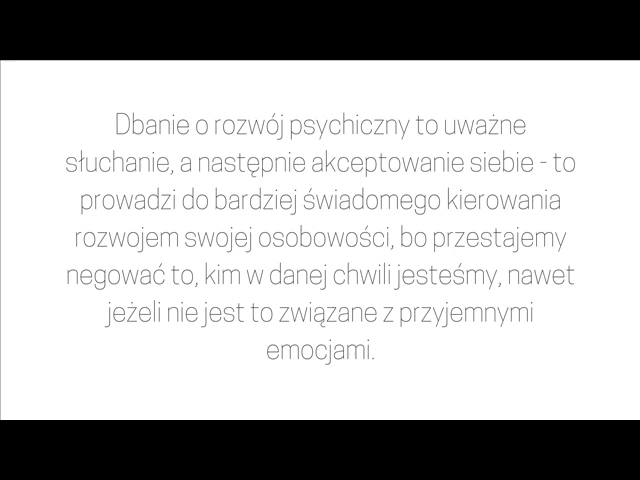 Dbanie o rozwój psychiczny to uważne
słuchanie, a następnie akceptowanie siebie - to
prowadzi do bardziej świadomego kierowania
rozwojem swojej osobowości, bo przestajemy
negować to, kim w danej chwili jesteśmy, nawet
jeżeli nie jest to związane z przyjemnymi
emocjami.